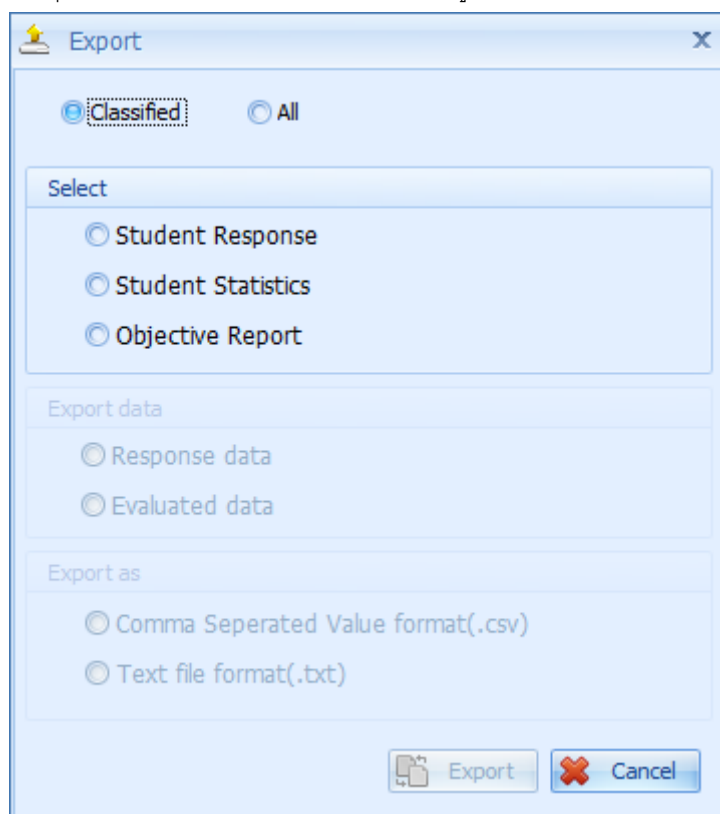 Export
Classified All
Select
Student Response
Student Statistics
Objective Report
Export data
Response data
Evaluated data
Export as
Comma Seperated Value format(.csv)
Text file format(.txt)
Export Cancel